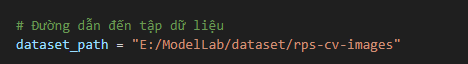 # Đường dẫn đến tập dữ liệu
dataset_path = "E:/ModelLab/dataset/rps-cv-images"